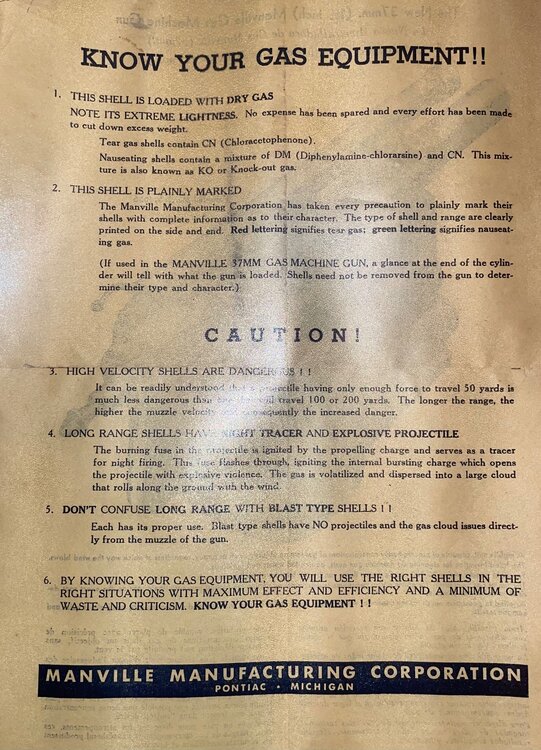 KNOW YOUR GAS EQUIPMENT!!
1. THIS SHELL IS LOADED WITH DRY GAS
NOTE ITS EXTREME LIGHTNESS. No expense has been spared and every effort has been made
to cut down excess weight.
Tear gas shells contain CN (Chloracetophenone).
Nauseating shells contain a mixture of DM (Diphenylamine-chlorarsine) and CN. This mix-
ture is also known as KO or Knock-out gas.
2. THIS SHELL IS PLAINLY MARKED
The Manville Manufacturing Corporation has taken every precaution to plainly mark their
shells with complete information as to their character. The type of shell and range are clearly
printed on the side and end. Red lettering signifies tear gas; green lettering signifies nauseat-
ing gas.
(If used in the MANVILLE 37MM GAS MACHINE GUN, a glance at the end of the cylin-
der will tell with what the gun is loaded. Shells need not be removed from the gun to deter-
mine their type and character.)
CAUTION!
3. HIGH VELOCITY SHELLS ARE DANGEROUS ! !
It can be readily understood that a projectile having only enough force to travel 50 yards is
much less dangerous than one that will travel 100 or 200 yards. The longer the range, the
higher the muzzle velocity and consequently the increased danger.
4. LONG RANGE SHELLS HAVE NIGHT TRACER AND EXPLOSIVE PROJECTILE
The burning fuse in the projectile is ignited by the propelling charge and serves as a tracer
for night firing. This fuse flashes through, igniting the internal bursting charge which opens
the projectile with explosive violence. The gas is volatilized and dispersed into a large cloud
that rolls along the ground with the wind.
5. DON'T CONFUSE LONG RANGE WITH BLAST TYPE SHELLS ! !
Each has its proper use. Blast type shells have NO projectiles and the gas cloud issues direct-
ly from the muzzle of the gun.
6. BY KNOWING YOUR GAS EQUIPMENT, YOU WILL USE THE RIGHT SHELLS IN THE
RIGHT SITUATIONS WITH MAXIMUM EFFECT AND EFFICIENCY AND A MINIMUM OF
WASTE AND CRITICISM. KNOW YOUR GAS EQUIPMENT ! !
MANVILLE MANUFACTURING CORPORATION
PONTIAC • MICHIGAN